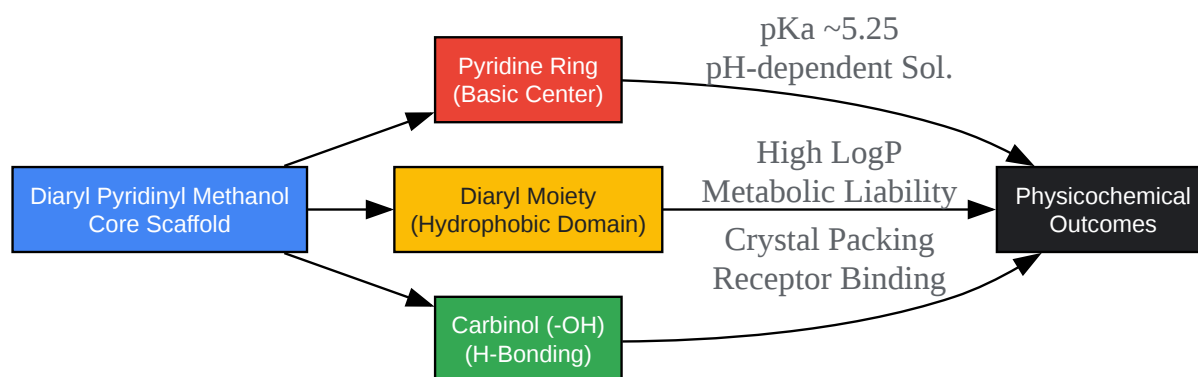 Diaryl Pyridinyl Methanol
Core Scaffold
Pyridine Ring
(Basic Center)
pKa ~5.25
pH-dependent Sol.
Diaryl Moiety
(Hydrophobic Domain)
High LogP
Metabolic Liability
Carbinol (-OH)
(H-Bonding)
Crystal Packing
Receptor Binding
Physicochemical
Outcomes